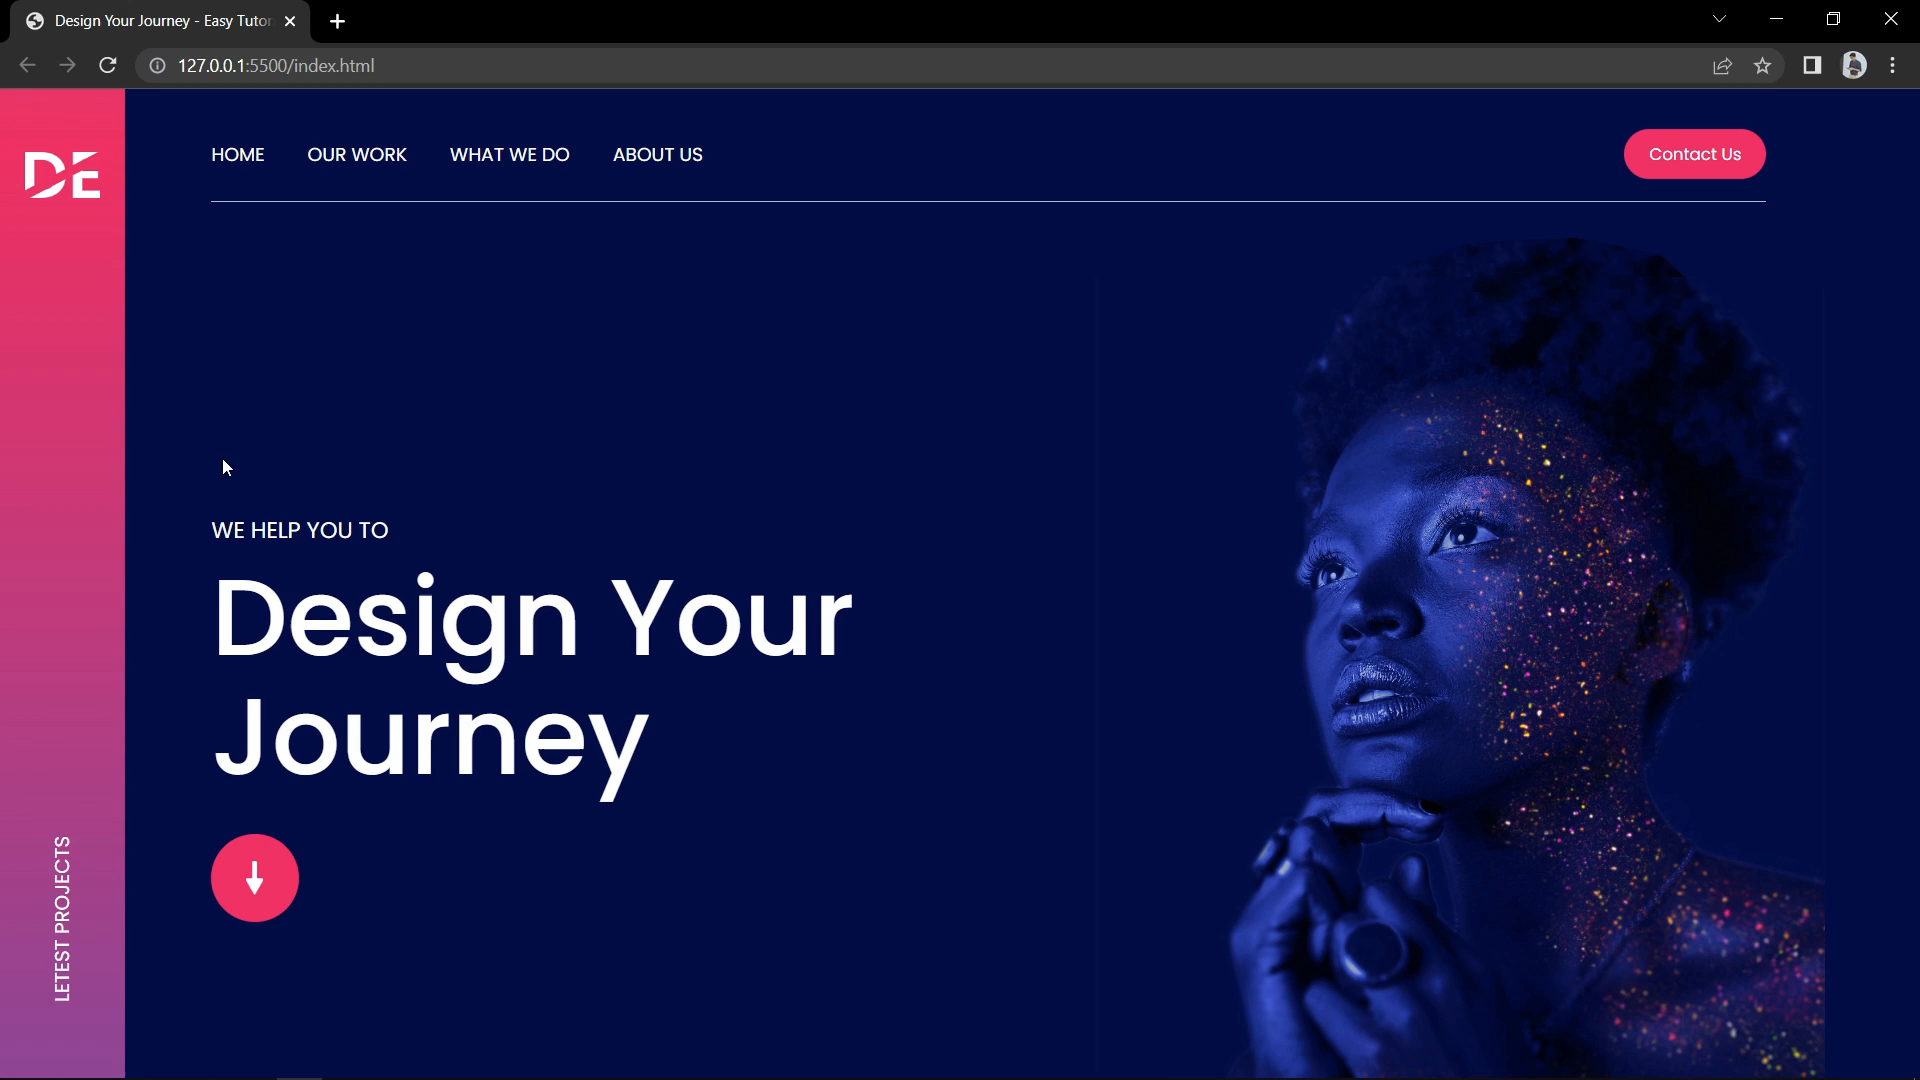 Design Your Journey - Easy Tutor
127.0.0.1:5500/index.html
DE
HOME OUR WORK WHAT WE DO ABOUT US
Contact Us
WE HELP YOU TO
Design Your
Journey
LETEST PROJECTS